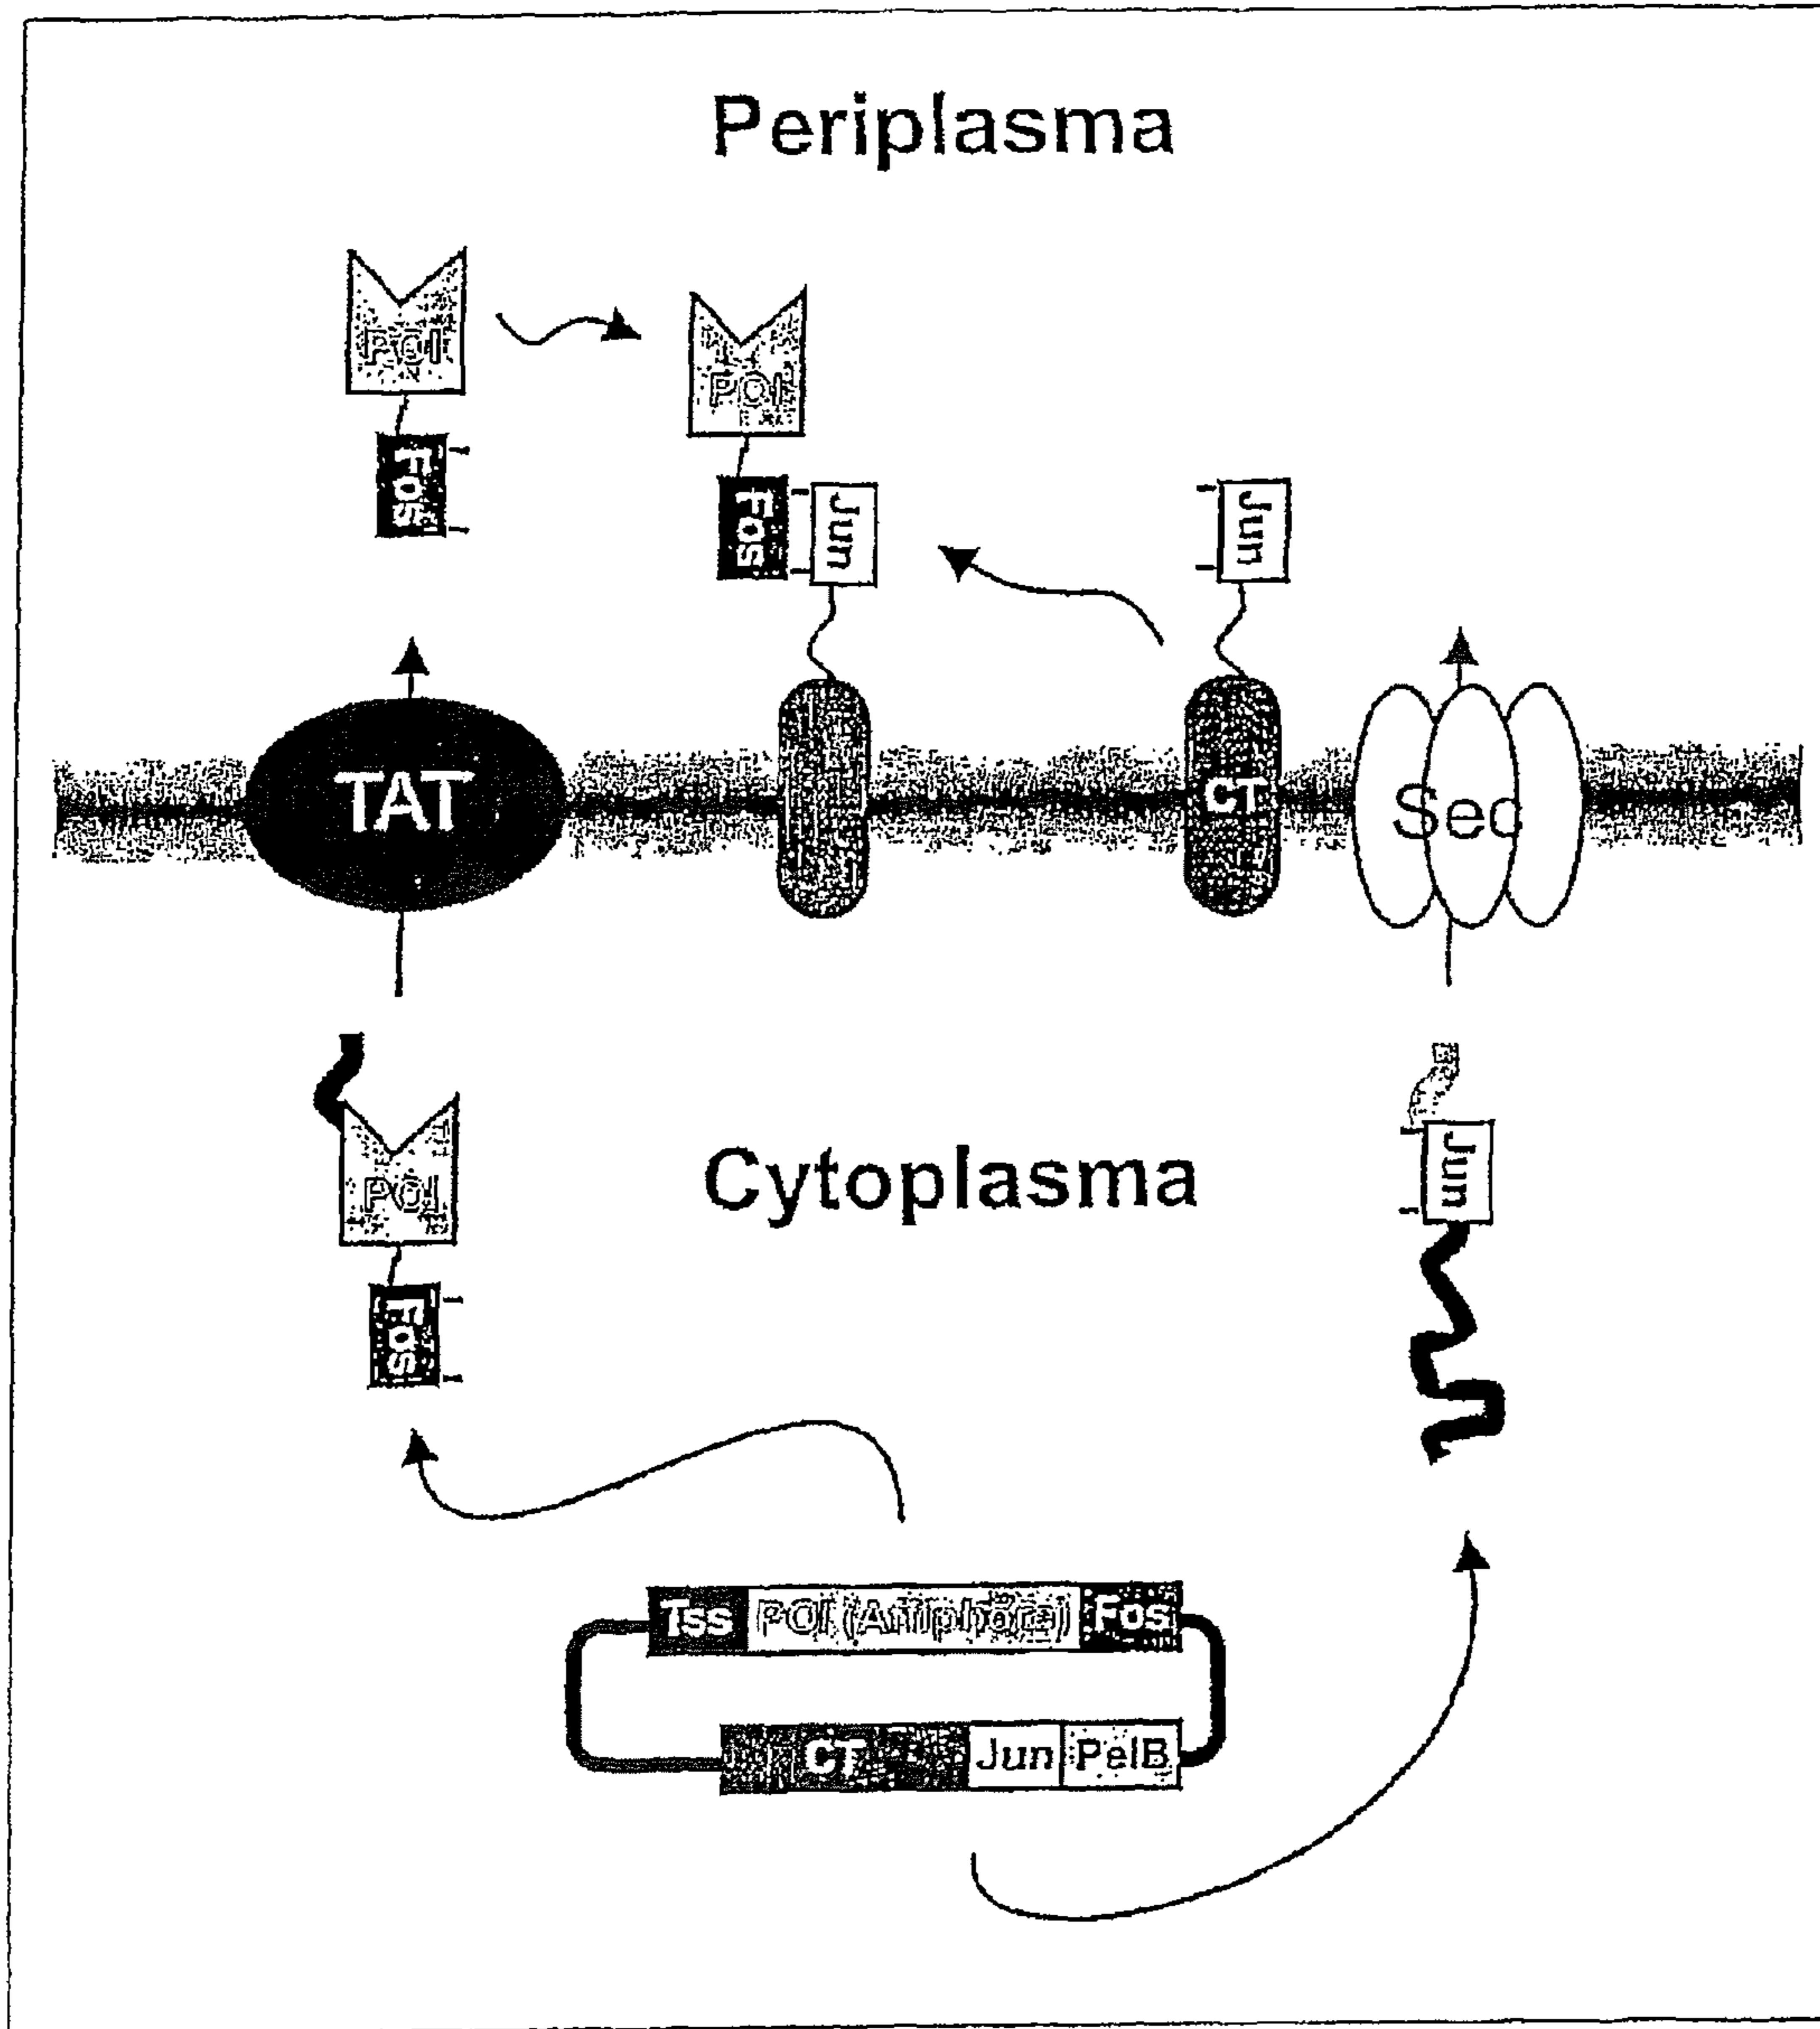 Periplasma
POI
POI
Fos
Fos
Jun
Jun
TAT
CT
Sec
POI
Cytoplasma
Jun
Fos
Tss POI Fos
CT Jun PelB